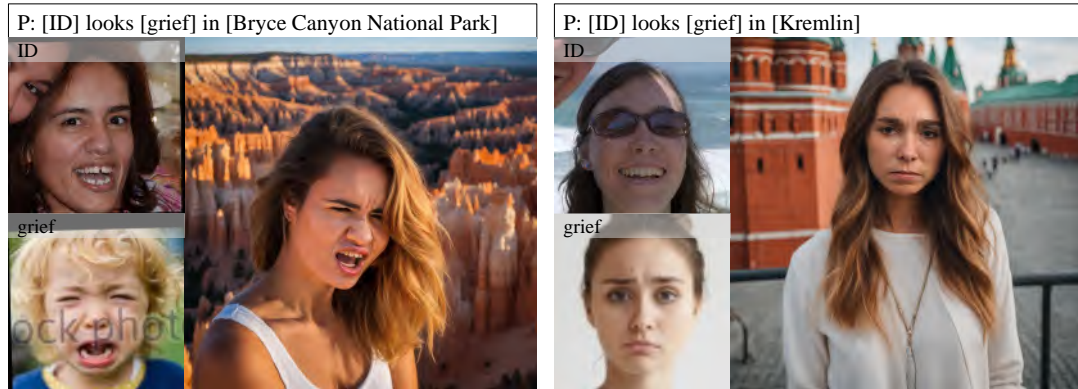 P: [ID] looks [grief] in [Bryce Canyon National Park]
ID
grief
ock phot
P: [ID] looks [grief] in [Kremlin]
ID
grief